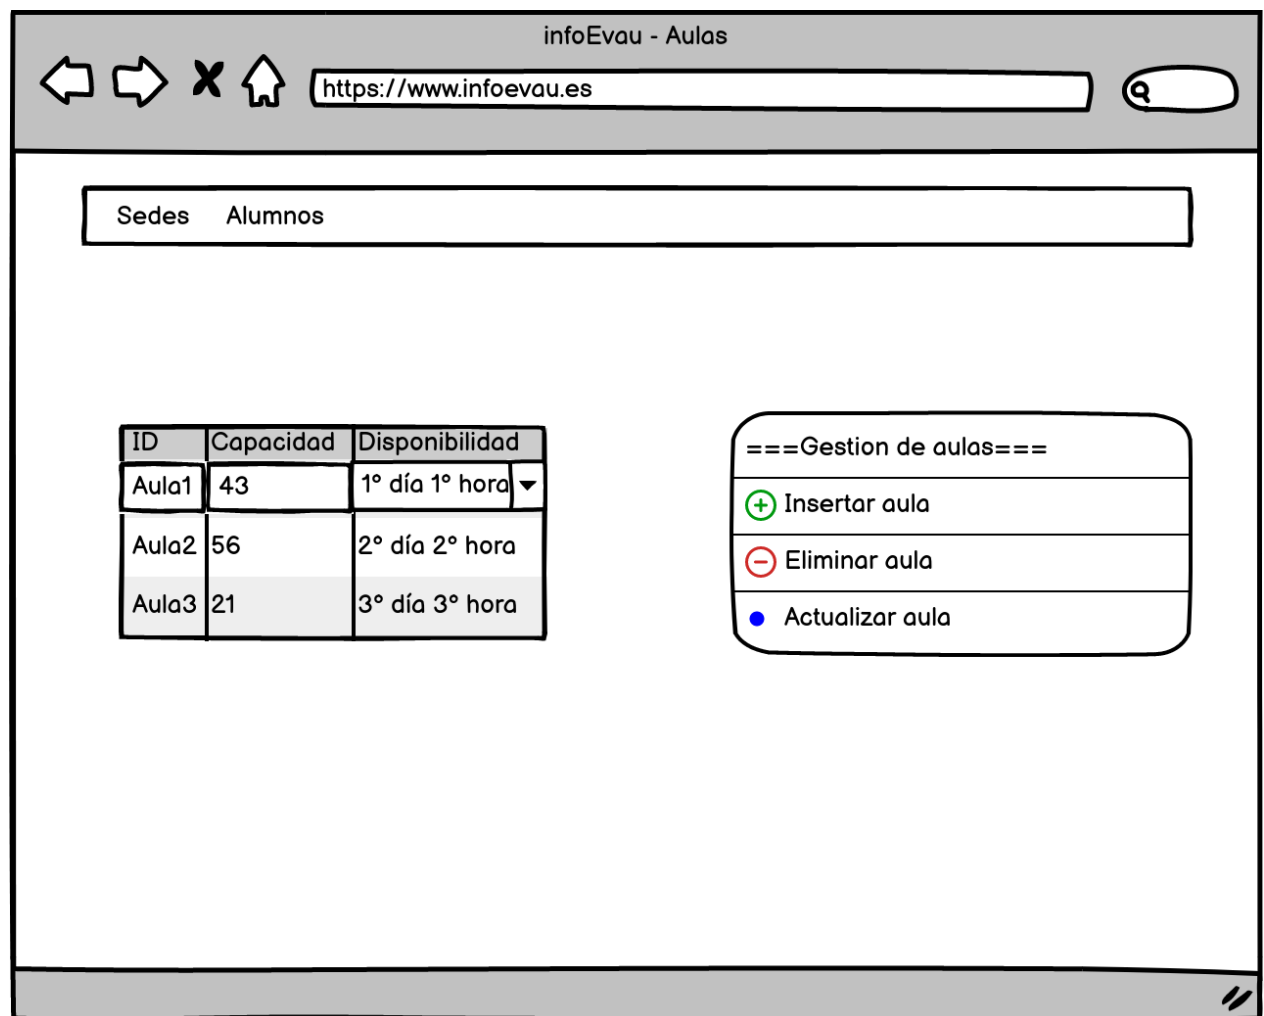 infoEvau - Aulas
https://www.infoevau.es
Sedes Alumnos
ID Capacidad Disponibilidad
Aula1 43 1° día 1° hora
Aula2 56 2° día 2° hora
Aula3 21 3° día 3° hora
===Gestion de aulas===
Insertar aula
Eliminar aula
Actualizar aula